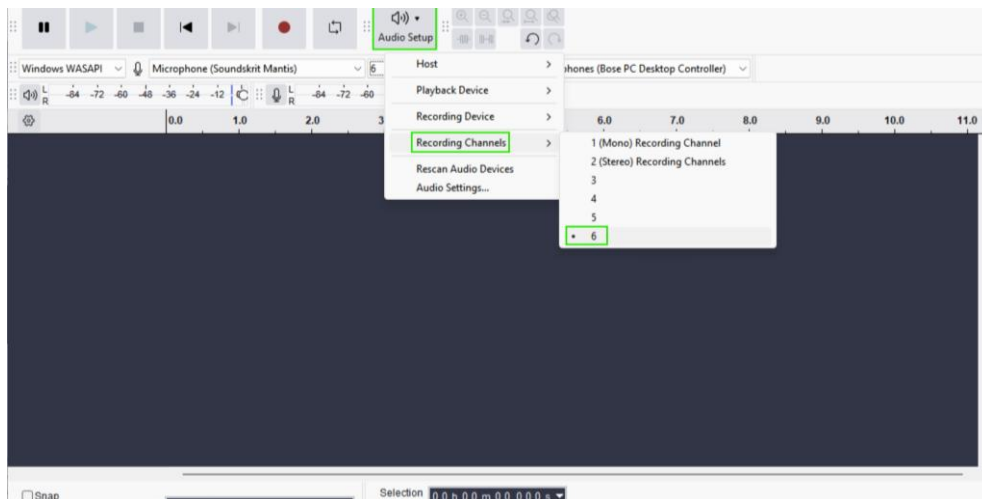 Audio Setup
Windows WASAPI
Microphone (Soundskrit Mantis)
6
phones (Bose PC Desktop Controller)
L
R
-84 -72 -60 -48 -36 -24 -12
L
R
-84 -72 -60
Host
Playback Device
Recording Device
Recording Channels
Rescan Audio Devices
Audio Settings...
0.0 1.0 2.0 3 6.0 7.0 8.0 9.0 10.0 11.0
1 (Mono) Recording Channel
2 (Stereo) Recording Channels
3
4
5
6
Snap
Selection
00h00m00.000s